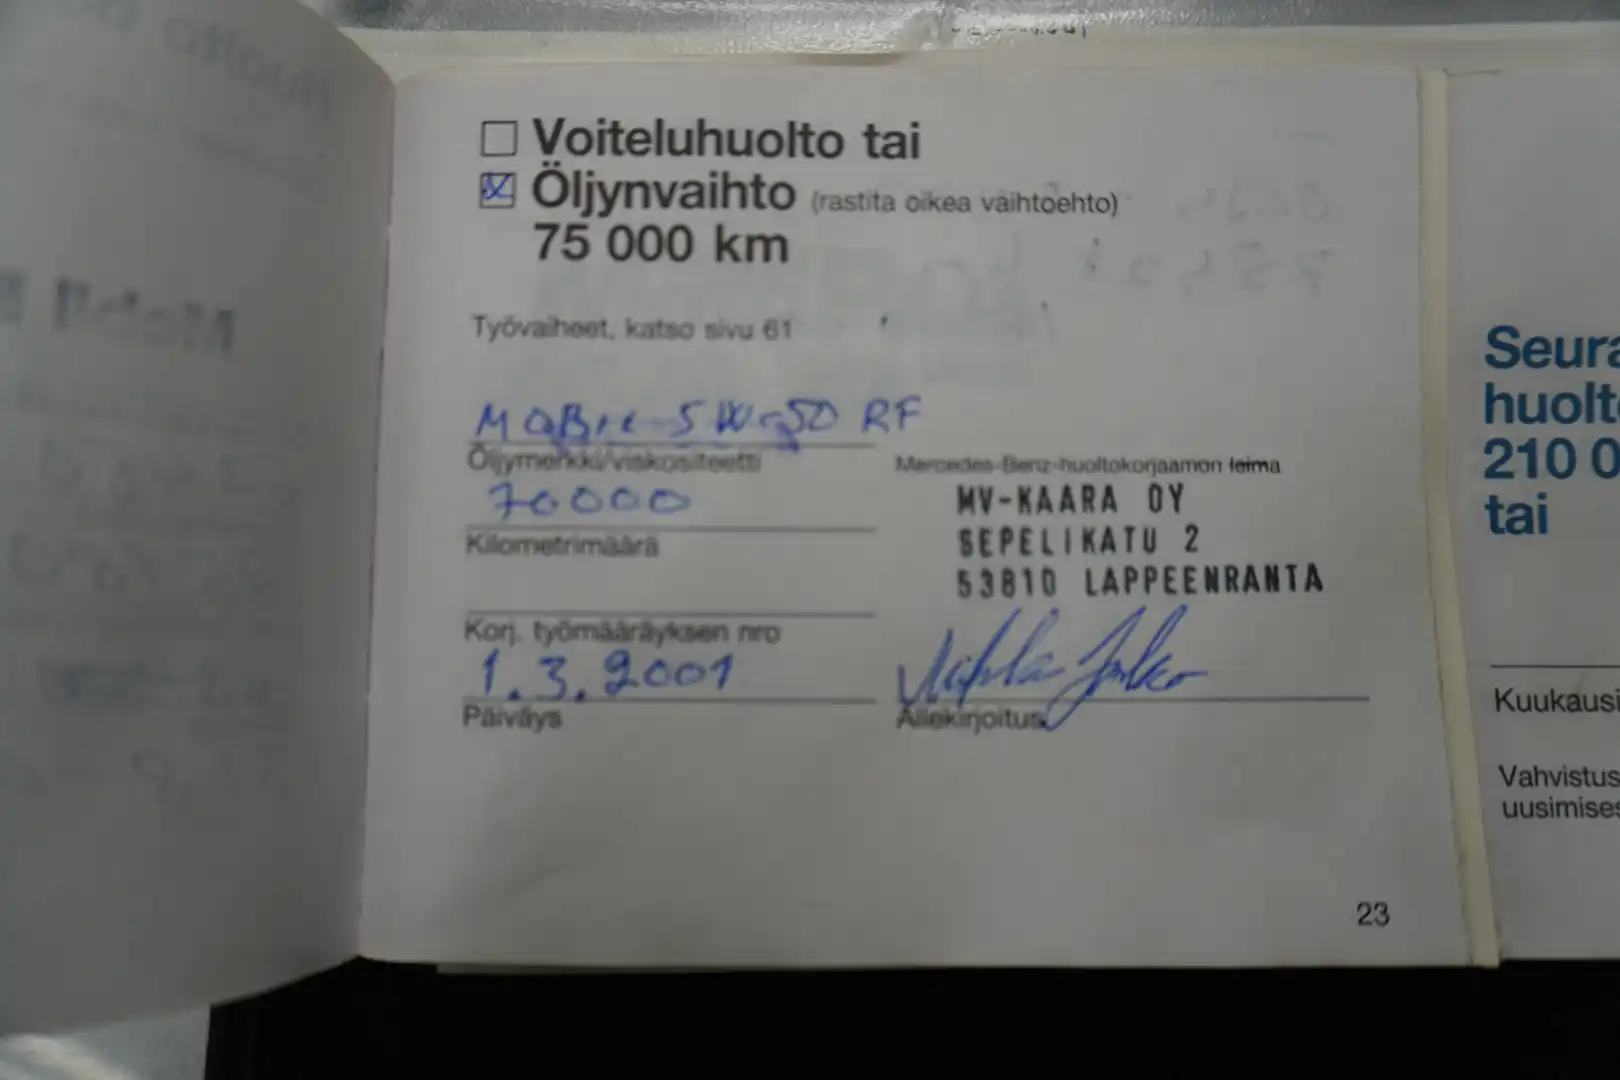 Voiteluhuolto tai
Öljynvaihto (rastita oikea vaihtoehto)
75 000 km
Työvaiheet, katso sivu 61
MOBIL 5W-50 RF
Öljymerkki/viskositeetti
70000
Kilometrimäärä
Korj. työmääräyksen nro
1.3.2001
Päiväys
Mercedes-Benz-huoltokorjaamon leima
MV-KAARA OY
SEPELIKATU 2
53810 LAPPEENRANTA
Allekirjoitus
23
Seura
huolto
210 0
tai
Kuukausi
Vahvistus
uusimises